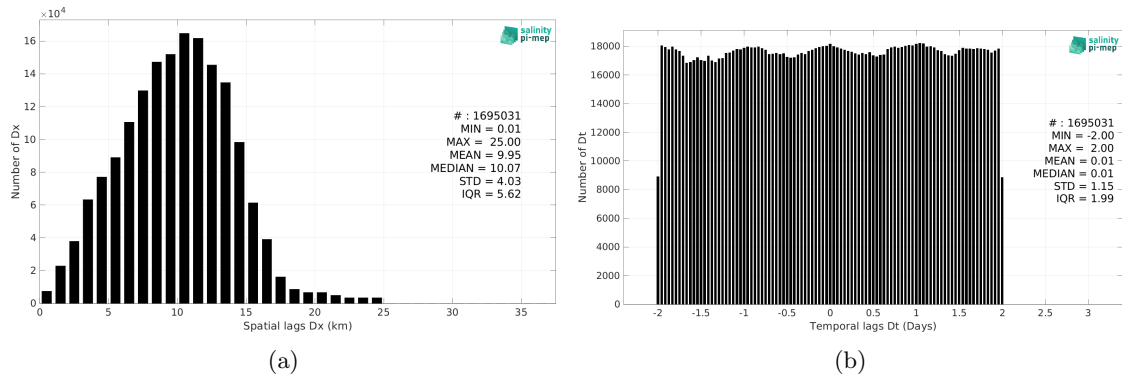 ×10⁴
16
14
12
10
8
6
4
2
0
Number of Dx
salinity
pi-mep
# : 1695031
MIN = 0.01
MAX = 25.00
MEAN = 9.95
MEDIAN = 10.07
STD = 4.03
IQR = 5.62
0 5 10 15 20 25 30 35
Spatial lags Dx (km)
(a)
18000
16000
14000
12000
10000
8000
6000
4000
2000
0
Number of Dt
salinity
pi-mep
# : 1695031
MIN = -2.00
MAX = 2.00
MEAN = 0.01
MEDIAN = 0.01
STD = 1.15
IQR = 1.99
-2 -1.5 -1 -0.5 0 0.5 1 1.5 2 2.5 3
Temporal lags Dt (Days)
(b)